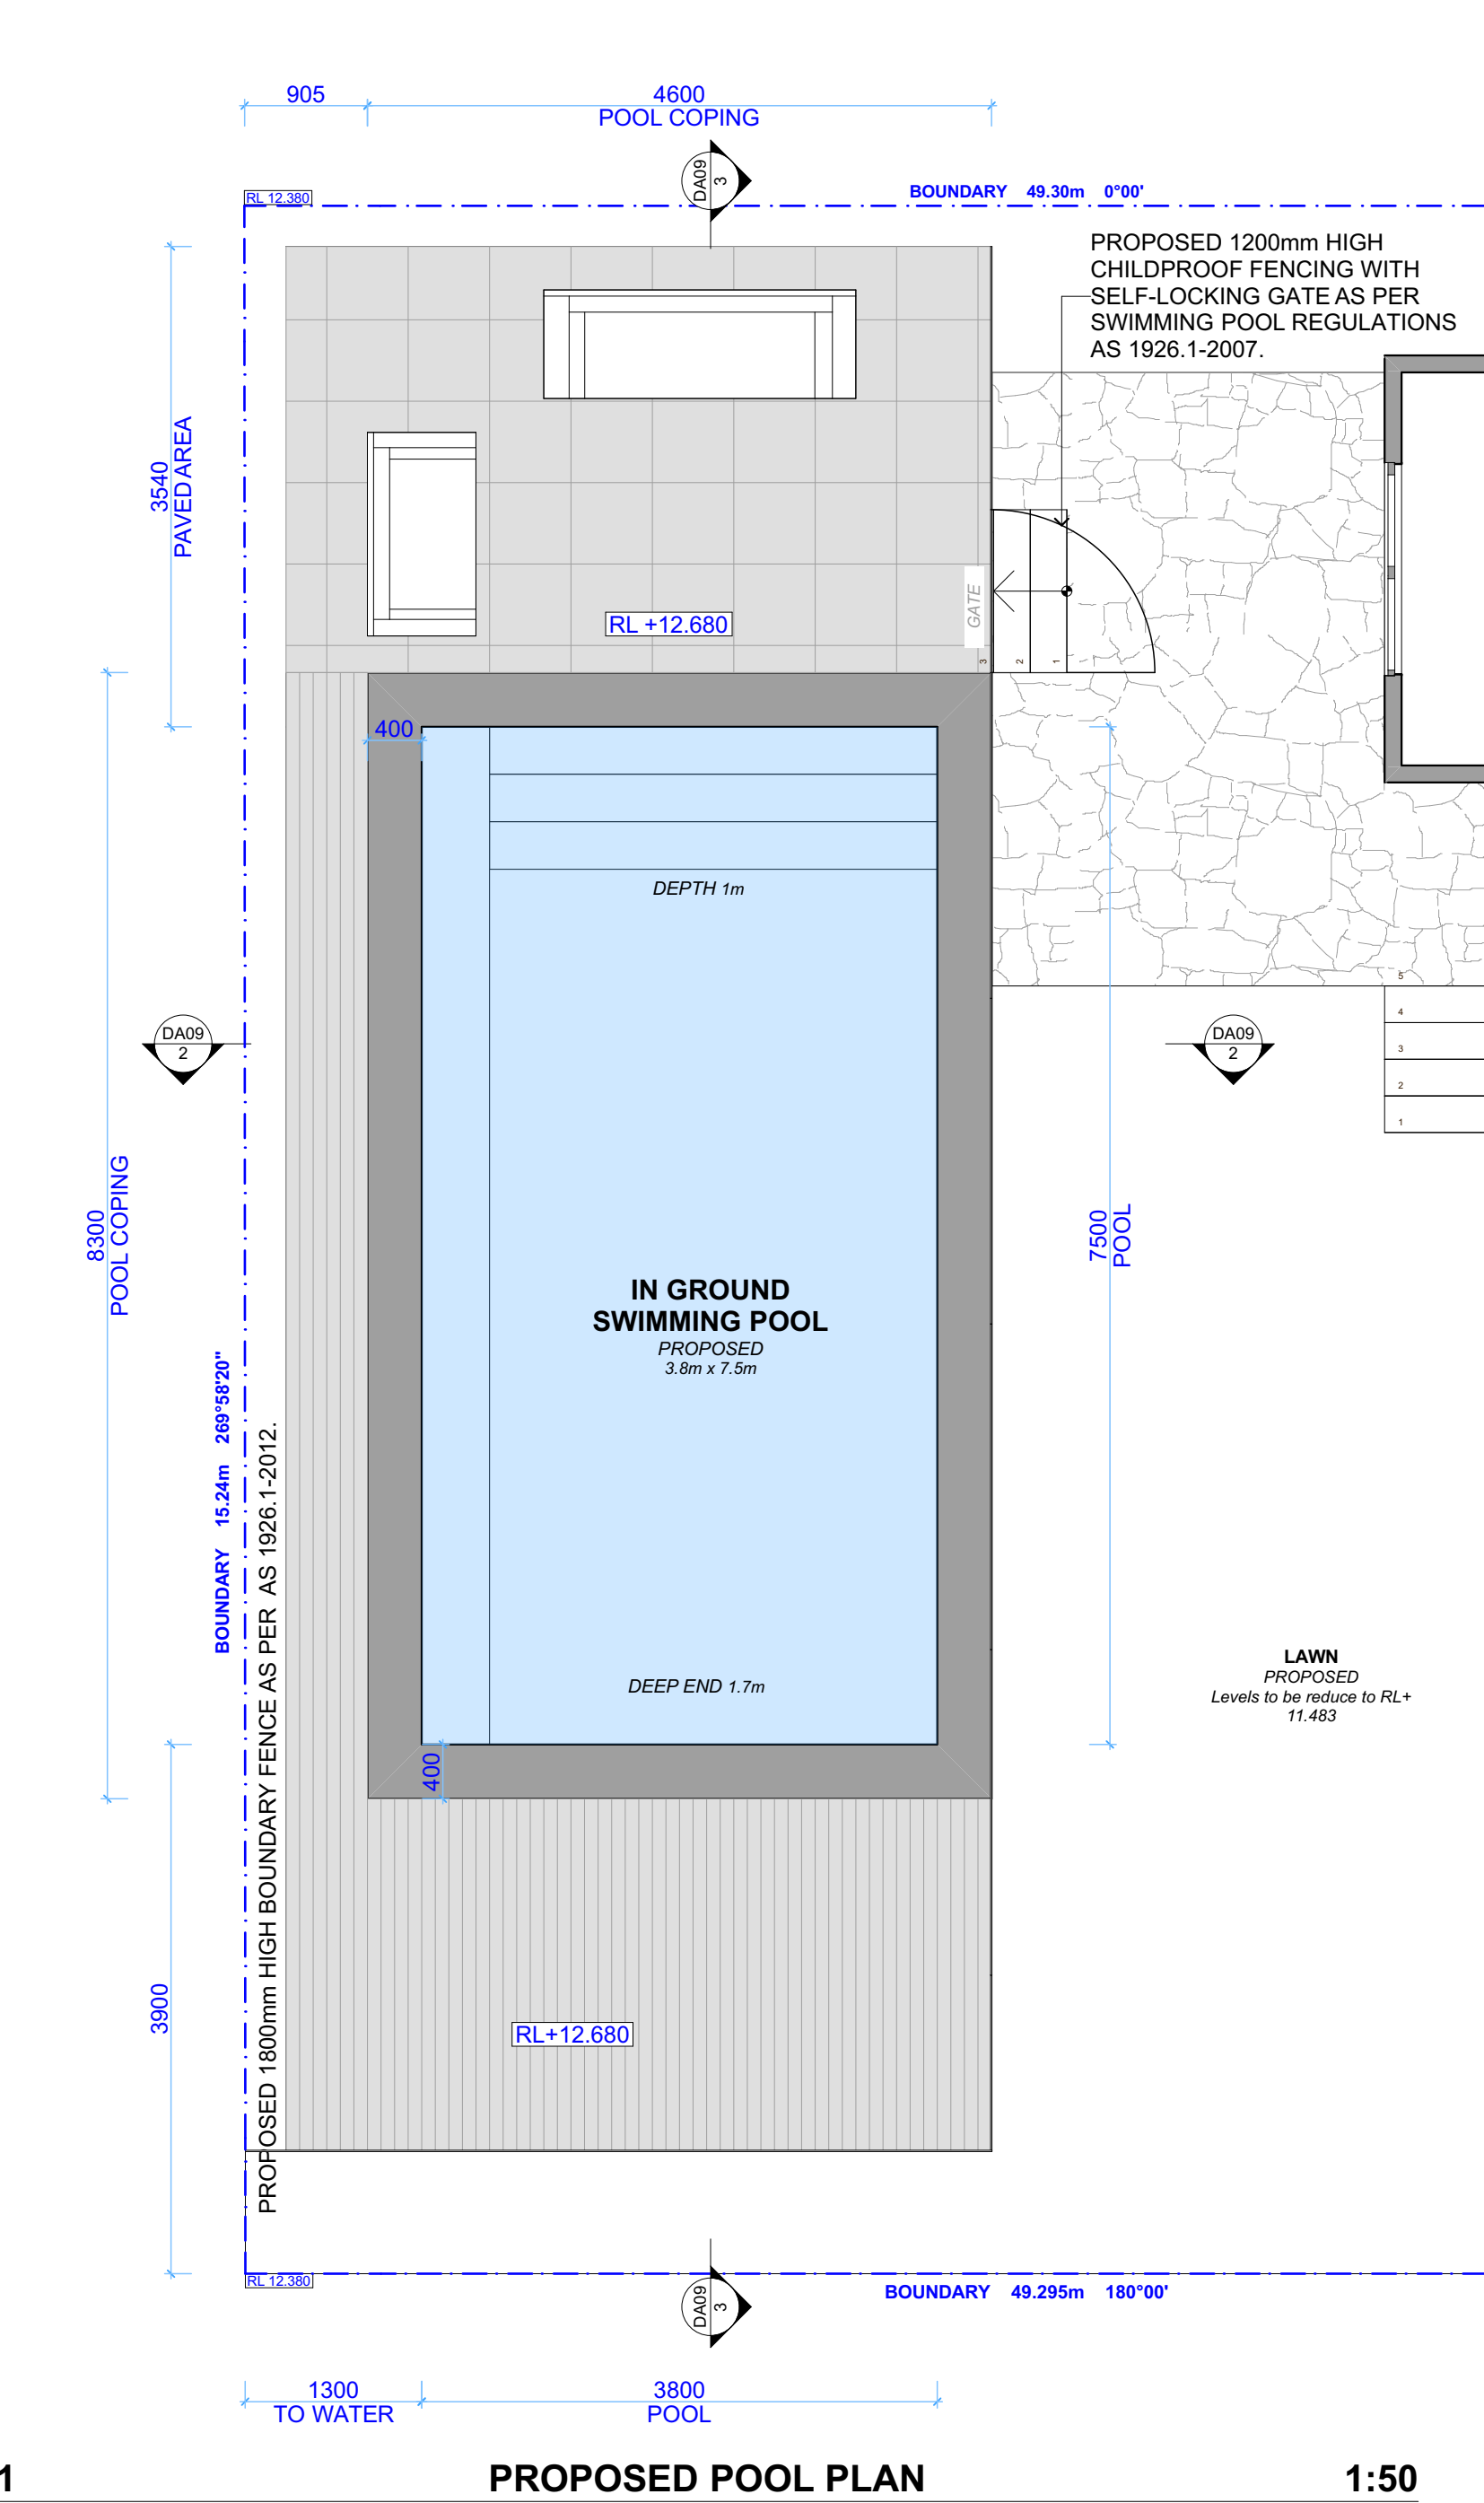 905
4600
POOL COPING
DA09
3
RL 12.380
BOUNDARY 49.30m 0°00'
PROPOSED 1200mm HIGH
CHILDPROOF FENCING WITH
SELF-LOCKING GATE AS PER
SWIMMING POOL REGULATIONS
AS 1926.1-2007.
3540
PAVED AREA
GATE
RL +12.680
3
2
1
400
DEPTH 1m
5
4
3
2
1
DA09
2
DA09
2
8300
POOL COPING
7500
POOL
IN GROUND
SWIMMING POOL
PROPOSED
3.8m x 7.5m
BOUNDARY 15.24m 269°58'20"
PROPOSED 1800mm HIGH BOUNDARY FENCE AS PER AS 1926.1-2012.
LAWN
PROPOSED
Levels to be reduce to RL+
11.483
DEEP END 1.7m
400
3900
RL+12.680
RL 12.380
DA09
3
BOUNDARY 49.295m 180°00'
1300
TO WATER
3800
POOL
1
PROPOSED POOL PLAN
1:50